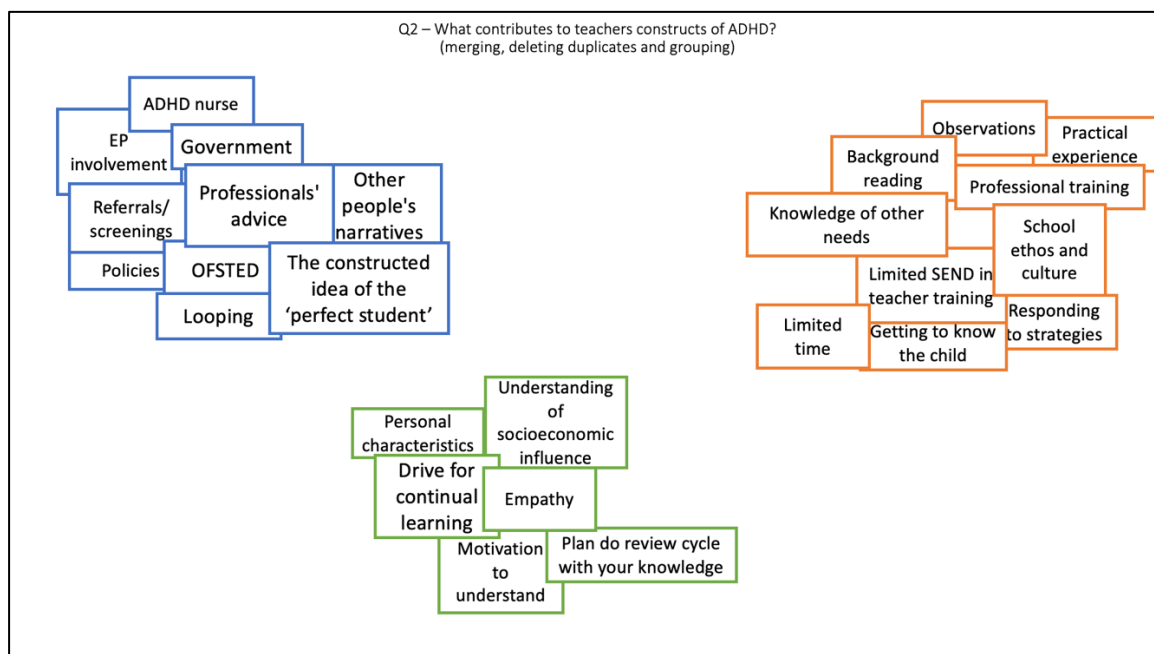 Q2 – What contributes to teachers constructs of ADHD?
(merging, deleting duplicates and grouping)
ADHD nurse
EP
involvement
Government
Professionals'
advice
Other
people's
narratives
Referrals/
screenings
Policies
OFSTED
The constructed
idea of the
‘perfect student’
Looping
Observations
Practical
experience
Background
reading
Professional training
Knowledge of other
needs
School
ethos and
culture
Limited SEND in
teacher training
Limited
time
Getting to know
the child
Responding
to strategies
Understanding
of
socioeconomic
influence
Personal
characteristics
Drive for
continual
learning
Empathy
Motivation
to
understand
Plan do review cycle
with your knowledge